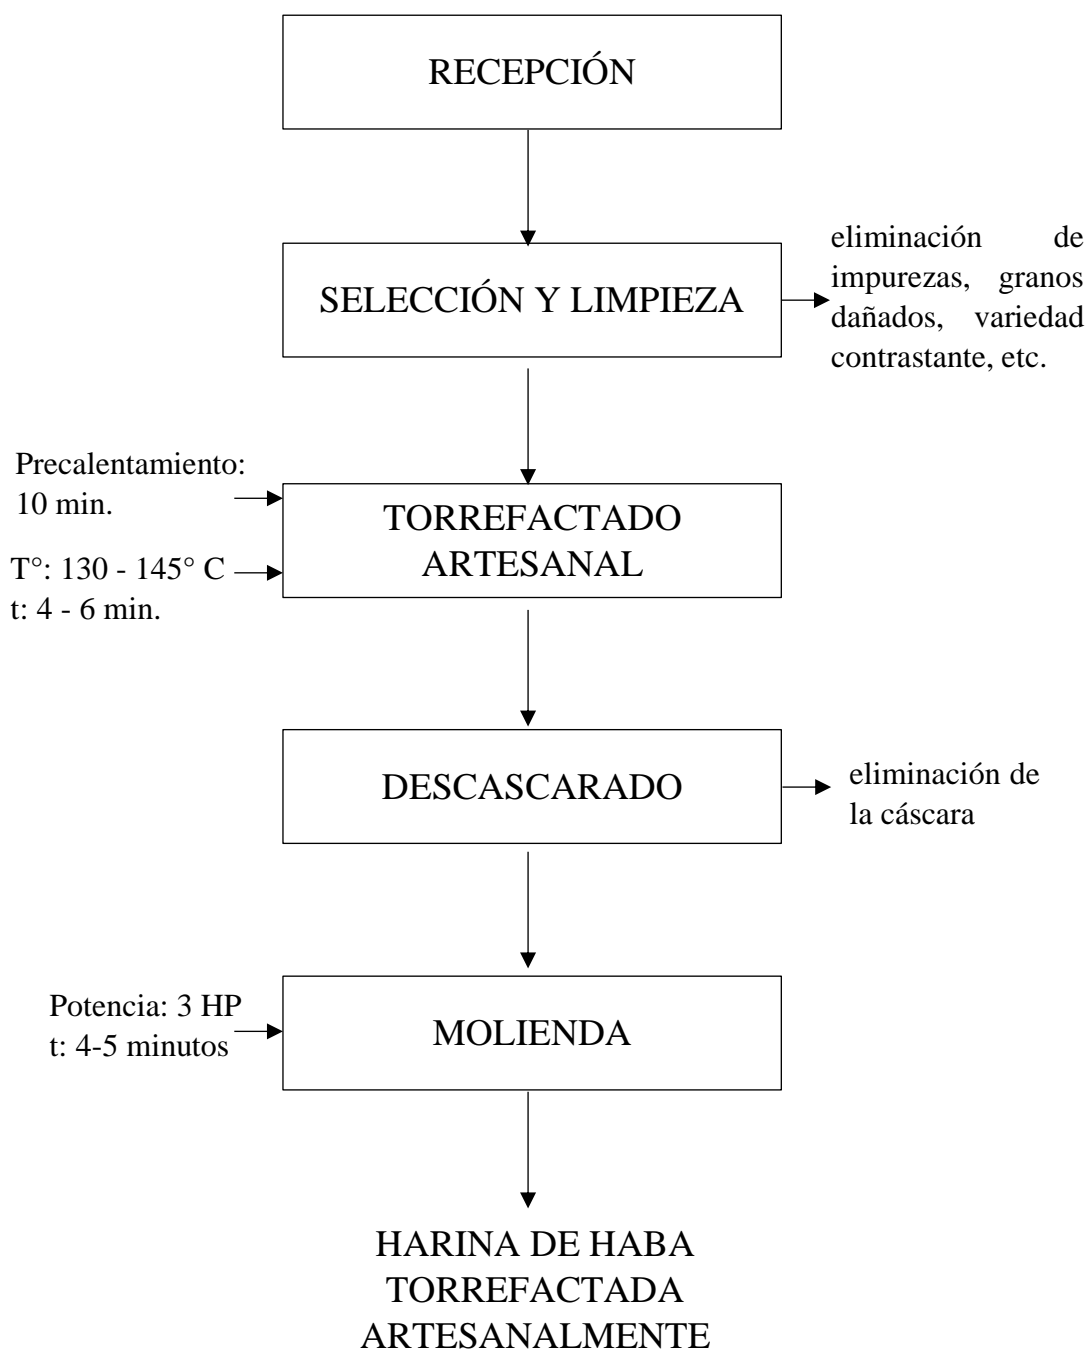 RECEPCIÓN
SELECCIÓN Y LIMPIEZA
eliminación de
impurezas, granos
dañados, variedad
contrastante, etc.
Precalentamiento:
10 min.
T°: 130 - 145° C
t: 4 - 6 min.
TORREFACTADO
ARTESANAL
DESCASCARADO
eliminación de
la cáscara
Potencia: 3 HP
t: 4-5 minutos
MOLIENDA
HARINA DE HABA
TORREFACTADA
ARTESANALMENTE